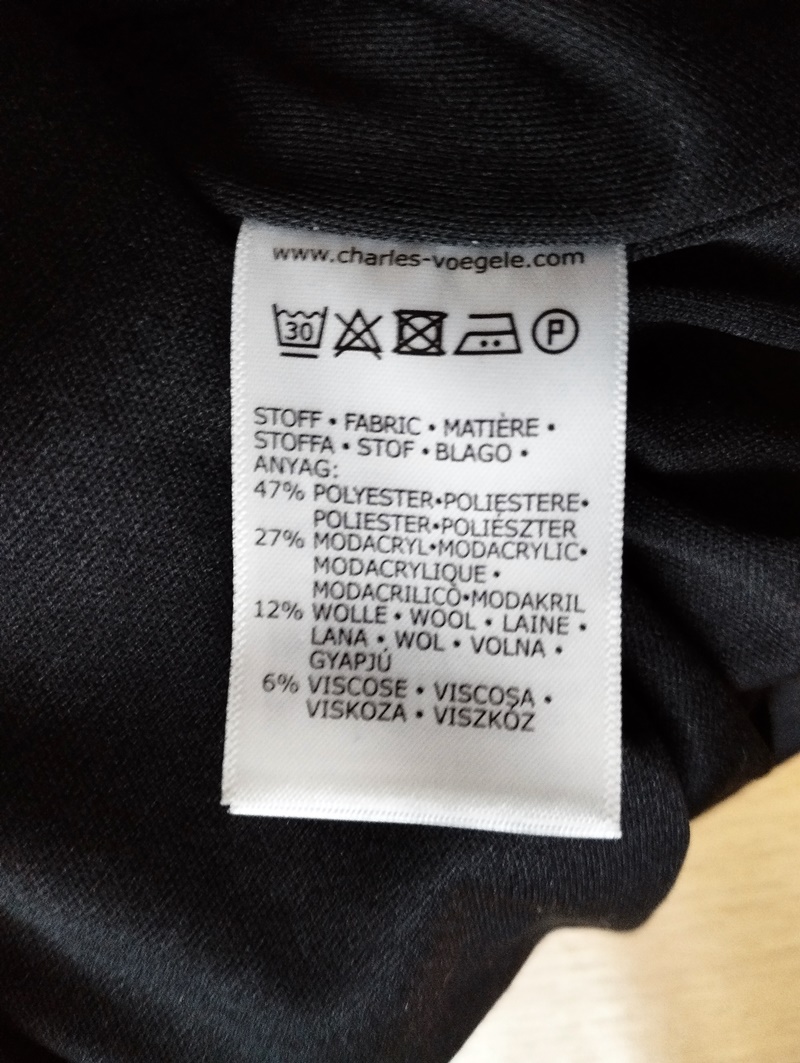 www.charles-voegele.com
30 P
STOFF • FABRIC • MATIÈRE •
STOFFA • STOF • BLAGO •
ANYAG:
47% POLYESTER•POLIESTERE•
POLIESTER•POLIÉSZTER
27% MODACRYL•MODACRYLIC•
MODACRYLIQUE •
MODACRILICO•MODAKRIL
12% WOLLE • WOOL • LAINE •
LANA • WOL • VOLNA •
GYAPJÚ
6% VISCOSE • VISCOSA •
VISKOZA • VISZKÓZ